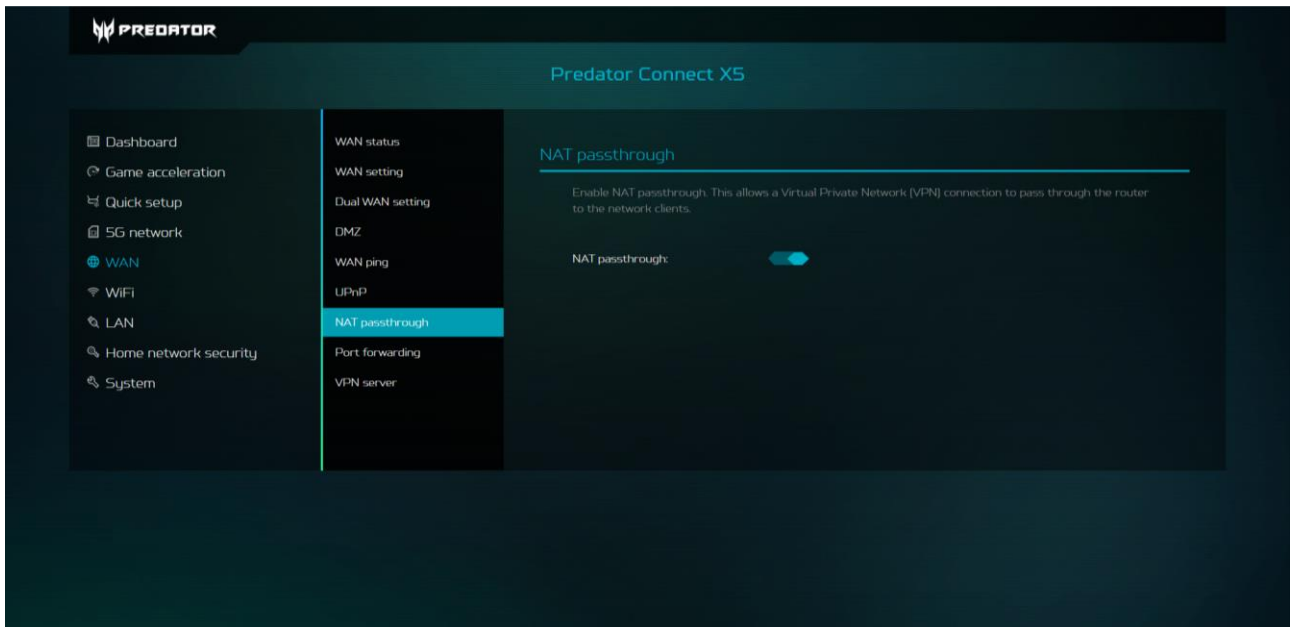 PREDATOR
Predator Connect X5
Dashboard
Game acceleration
Quick setup
5G network
WAN
WiFi
LAN
Home network security
System
WAN status
WAN setting
Dual WAN setting
DMZ
WAN ping
UPnP
NAT passthrough
Port forwarding
VPN server
NAT passthrough
Enable NAT passthrough. This allows a Virtual Private Network (VPN) connection to pass through the router
to the network clients.
NAT passthrough: